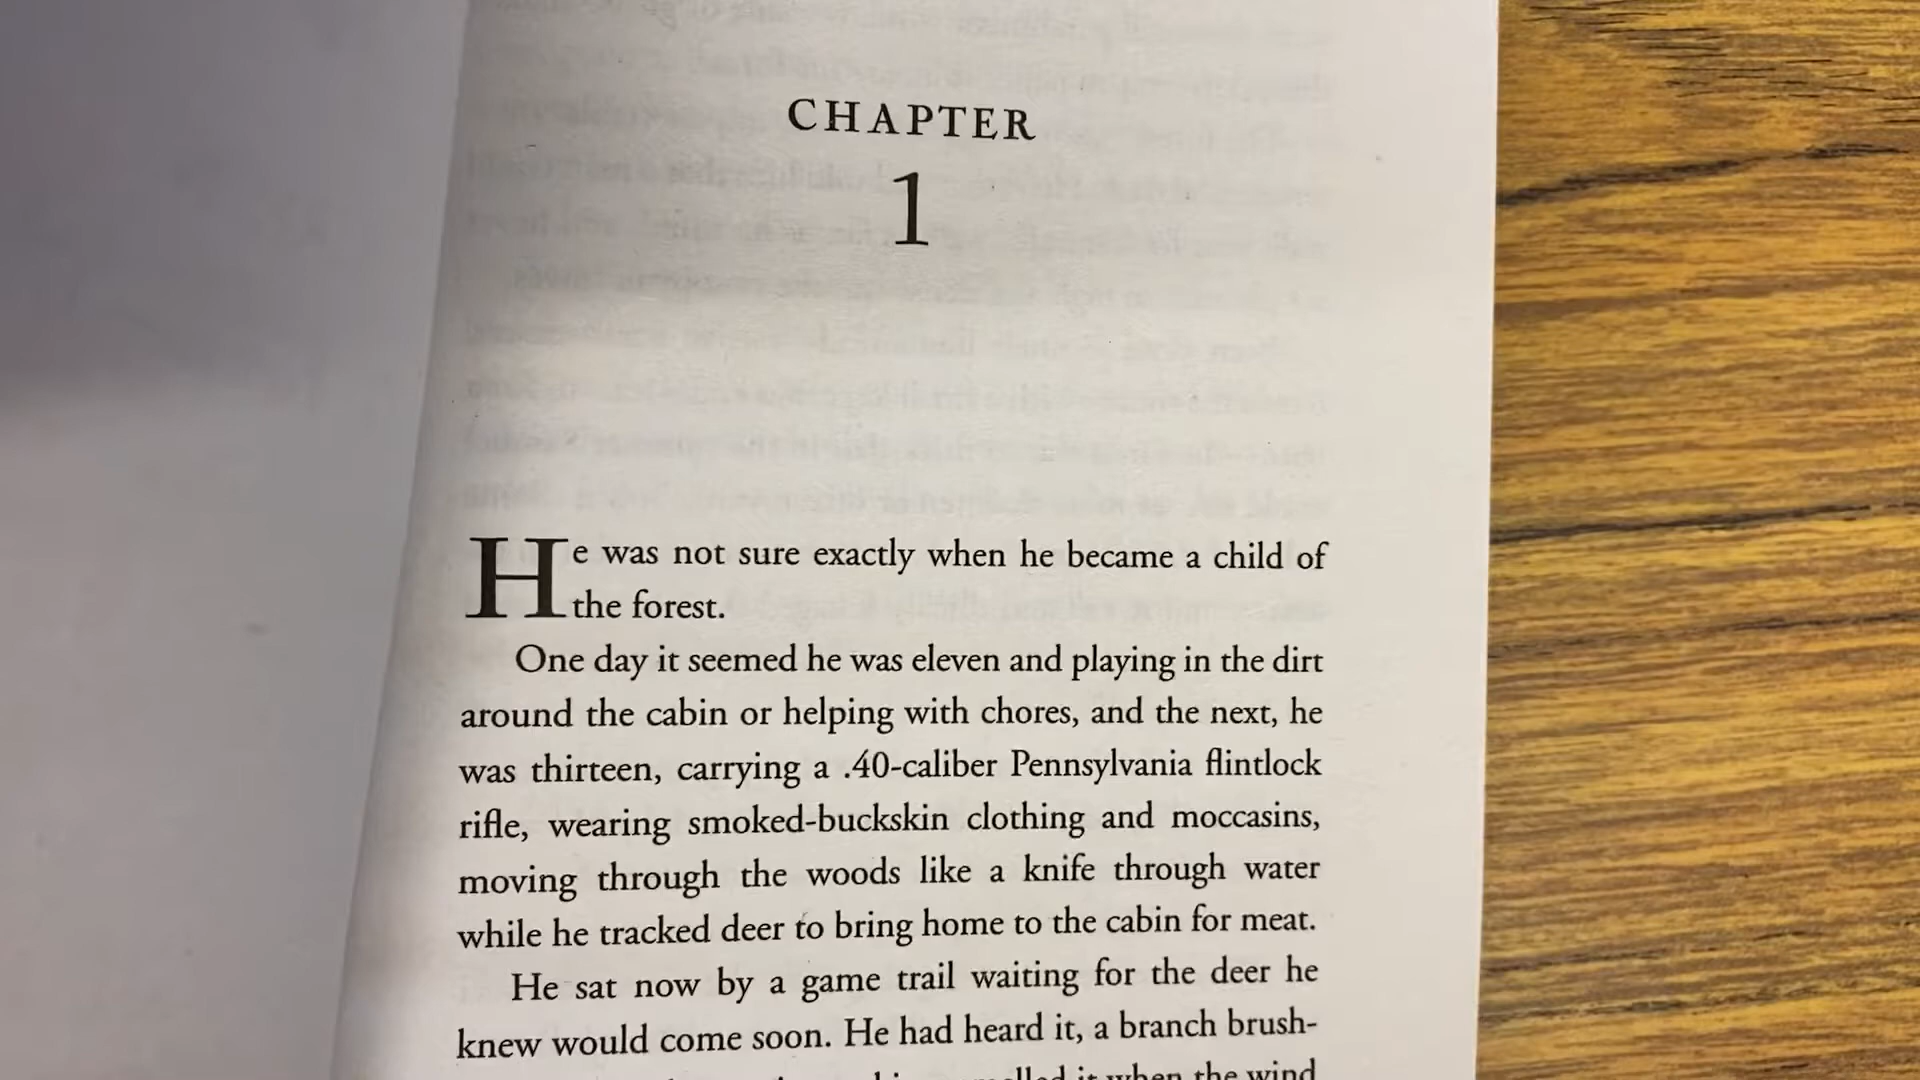 CHAPTER
1
He was not sure exactly when he became a child of
the forest.
One day it seemed he was eleven and playing in the dirt
around the cabin or helping with chores, and the next, he
was thirteen, carrying a .40-caliber Pennsylvania flintlock
rifle, wearing smoked-buckskin clothing and moccasins,
moving through the woods like a knife through water
while he tracked deer to bring home to the cabin for meat.
He sat now by a game trail waiting for the deer he
knew would come soon. He had heard it, a branch brush-
it when the wind